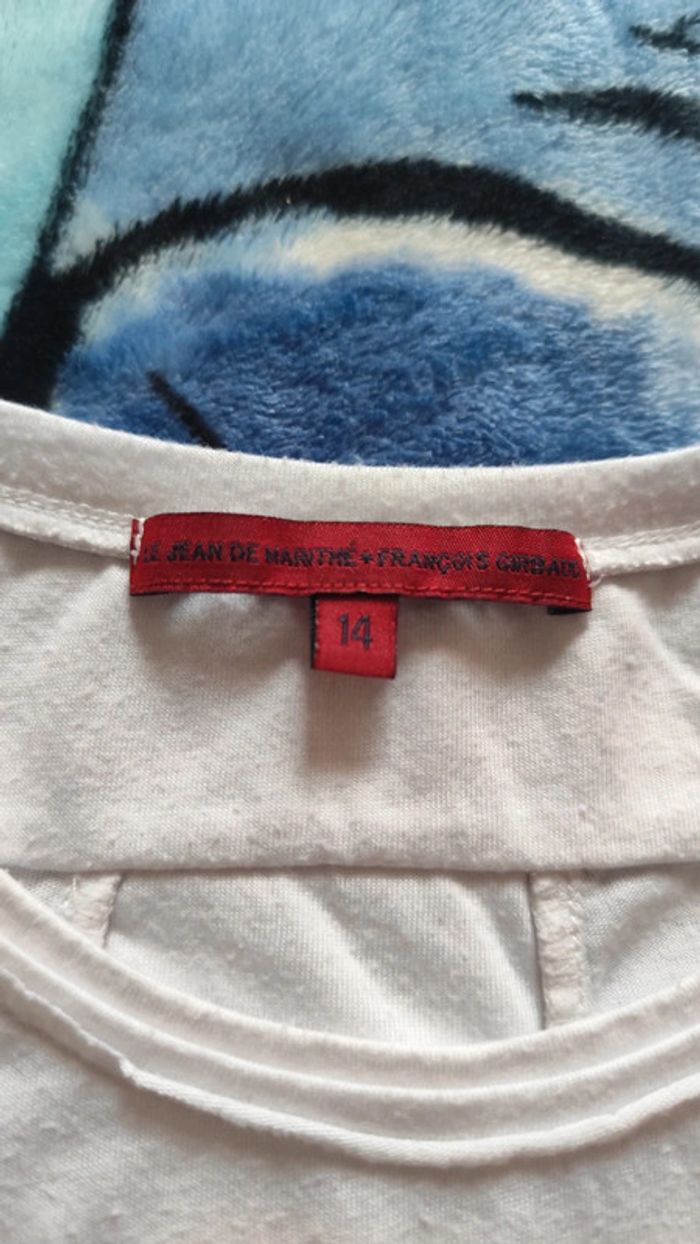 LE JEAN DE MARITHÉ + FRANÇOIS GIRBAUD
14